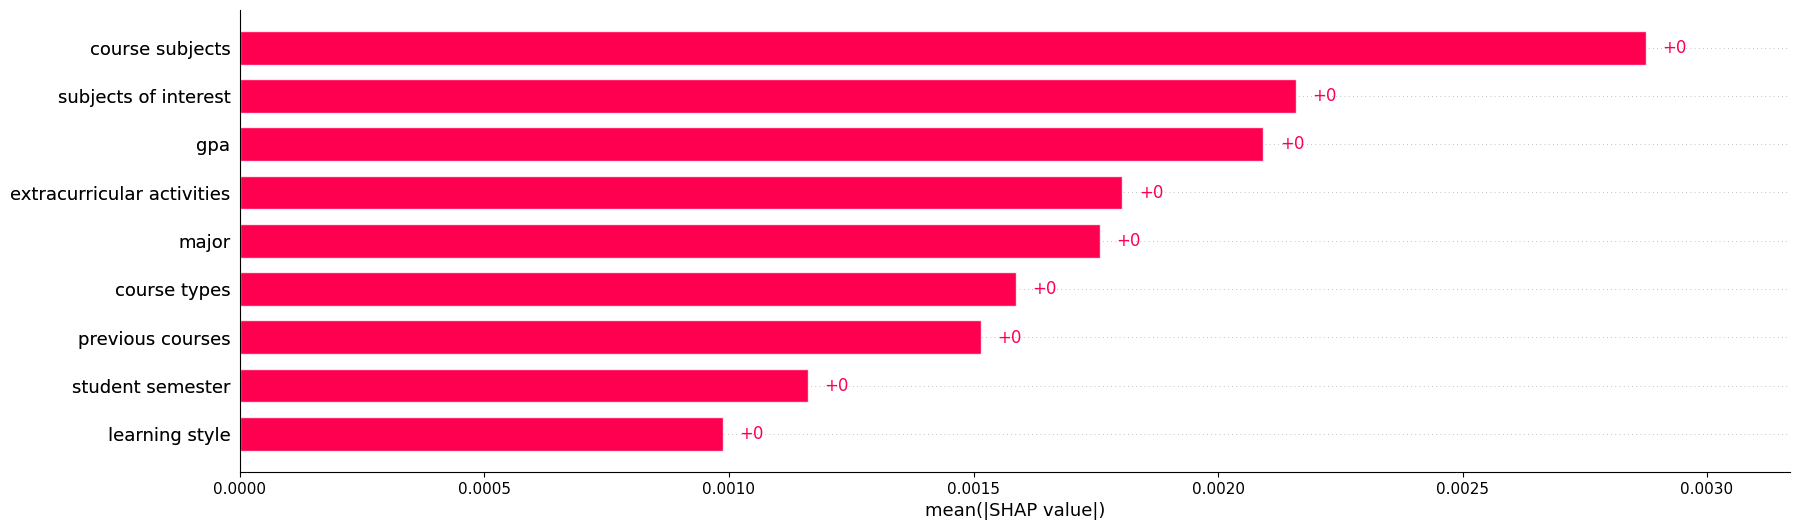 course subjects +0
subjects of interest +0
gpa +0
extracurricular activities +0
major +0
course types +0
previous courses +0
student semester +0
learning style +0
0.0000 0.0005 0.0010 0.0015 0.0020 0.0025 0.0030
mean(|SHAP value|)